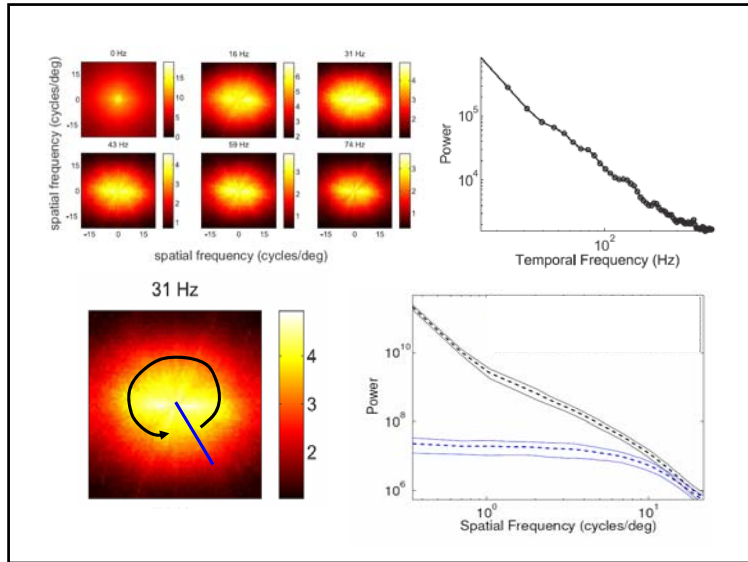 0 Hz
16 Hz
31 Hz
15
0
-15
15
10
5
0
7
6
5
4
3
2
6
4
2
43 Hz
59 Hz
74 Hz
15
0
-15
4
3
2
1
3
2
1
3
2
1
-15 0 15
-15 0 15
-15 0 15
spatial frequency (cycles/deg)
spatial frequency (cycles/deg)
10^5
10^4
Power
10^2
Temporal Frequency (Hz)
31 Hz
4
3
2
10^10
10^8
10^6
Power
10^0
10^1
Spatial Frequency (cycles/deg)